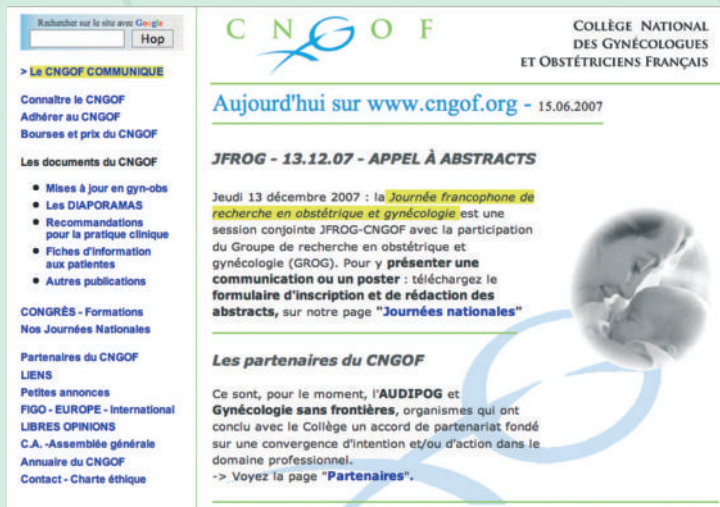 Rechercher sur le site avec Google
Hop
> Le CNGOF COMMUNIQUE
Connaître le CNGOF
Adhérer au CNGOF
Bourses et prix du CNGOF
Les documents du CNGOF
• Mises à jour en gyn-obs
• Les DIAPORAMAS
• Recommandations
pour la pratique clinique
• Fiches d'information
aux patientes
• Autres publications
CONGRÈS - Formations
Nos Journées Nationales
Partenaires du CNGOF
LIENS
Petites annonces
FIGO - EUROPE - International
LIBRES OPINIONS
C.A. -Assemblée générale
Annuaire du CNGOF
Contact - Charte éthique
C N G O F
COLLÈGE NATIONAL
DES GYNÉCOLOGUES
ET OBSTÉTRICIENS FRANÇAIS
Aujourd'hui sur www.cngof.org - 15.06.2007
JFROG - 13.12.07 - APPEL À ABSTRACTS
Jeudi 13 décembre 2007 : la Journée francophone de
recherche en obstétrique et gynécologie est une
session conjointe JFROG-CNGOF avec la participation
du Groupe de recherche en obstétrique et
gynécologie (GROG). Pour y présenter une
communication ou un poster : téléchargez le
formulaire d'inscription et de rédaction des
abstracts, sur notre page "Journées nationales"
Les partenaires du CNGOF
Ce sont, pour le moment, l'AUDIPOG et
Gynécologie sans frontières, organismes qui ont
conclu avec le Collège un accord de partenariat fondé
sur une convergence d'intention et/ou d'action dans le
domaine professionnel.
-> Voyez la page "Partenaires".